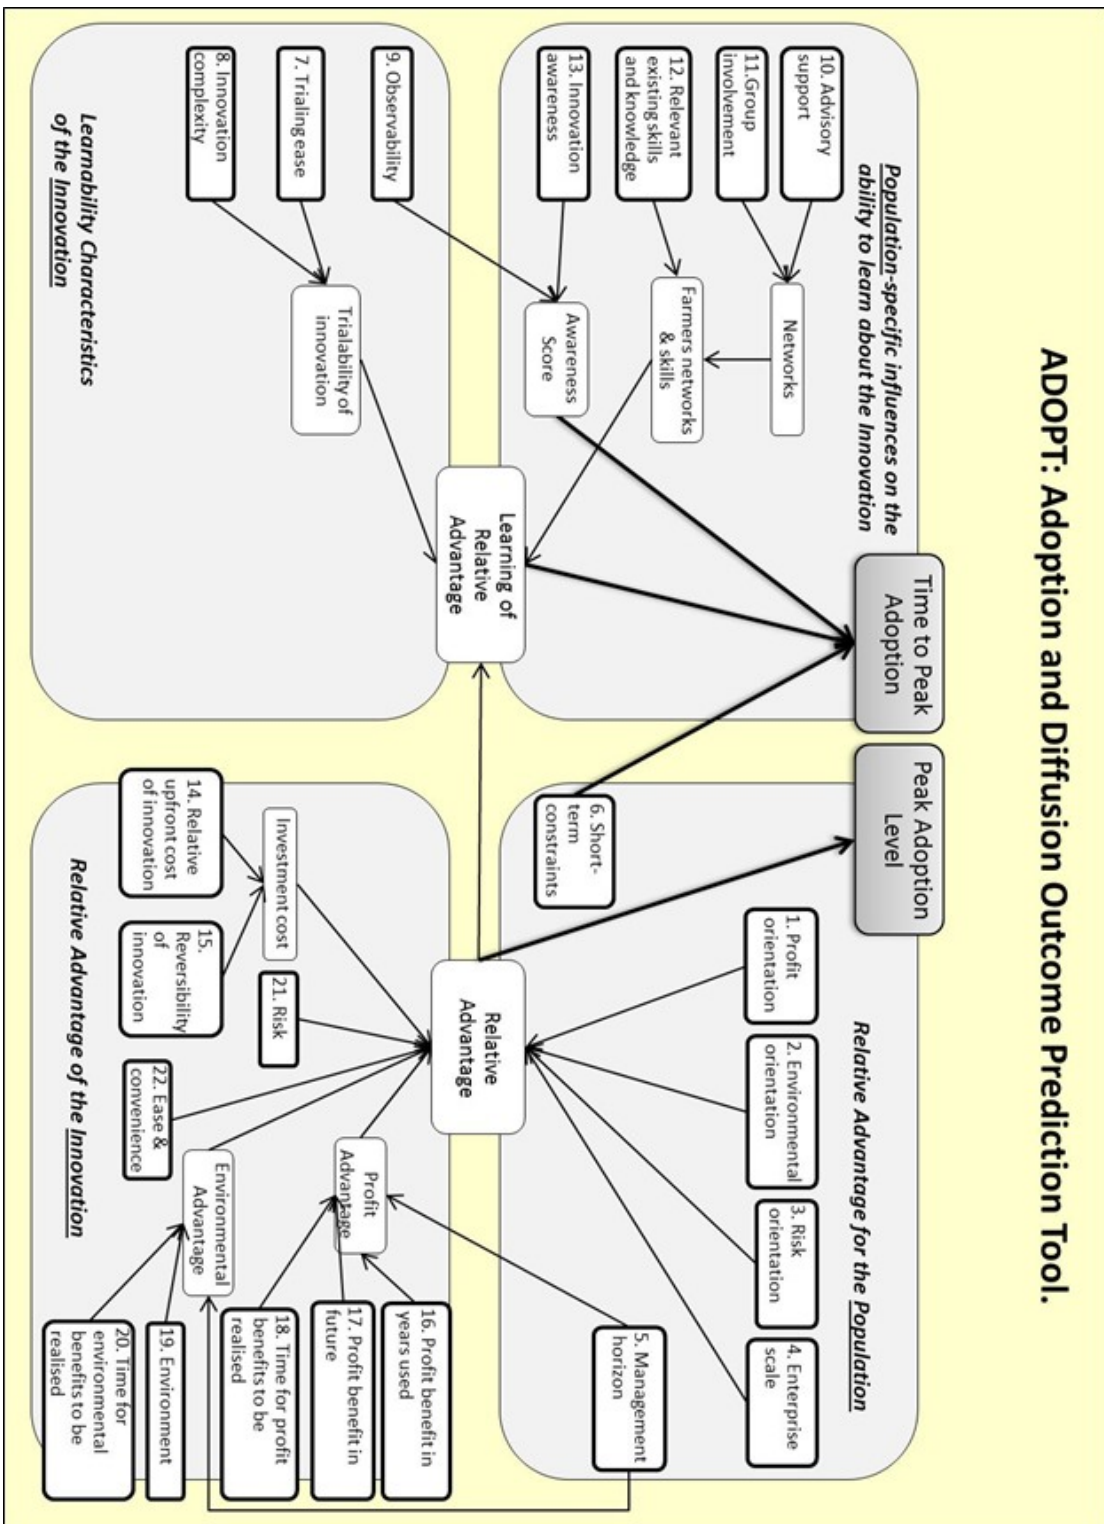 ADOPT: Adoption and Diffusion Outcome Prediction Tool.
Time to Peak
Adoption
Peak Adoption
Level
Population-specific influences on the
ability to learn about the Innovation
10. Advisory
support
11.Group
involvement
12. Relevant
existing skills
and knowledge
13. Innovation
awareness
Networks
Farmers networks
& skills
Awareness
Score
Relative Advantage for the Population
1. Profit
orientation
2. Environmental
orientation
3. Risk
orientation
4. Enterprise
scale
5. Management
horizon
6. Short-
term
constraints
Learning of
Relative
Advantage
Relative
Advantage
9. Observability
7. Trialing ease
8. Innovation
complexity
Trialability of
innovation
Learnability Characteristics
of the Innovation
Investment cost
14. Relative
upfront cost
of innovation
15.
Reversibility
of
innovation
21. Risk
22. Ease &
convenience
Profit
Advantage
Environmental
Advantage
16. Profit benefit in
years used
17. Profit benefit in
future
18. Time for profit
benefits to be
realised
19. Environment
20. Time for
environmental
benefits to be
realised
Relative Advantage of the Innovation